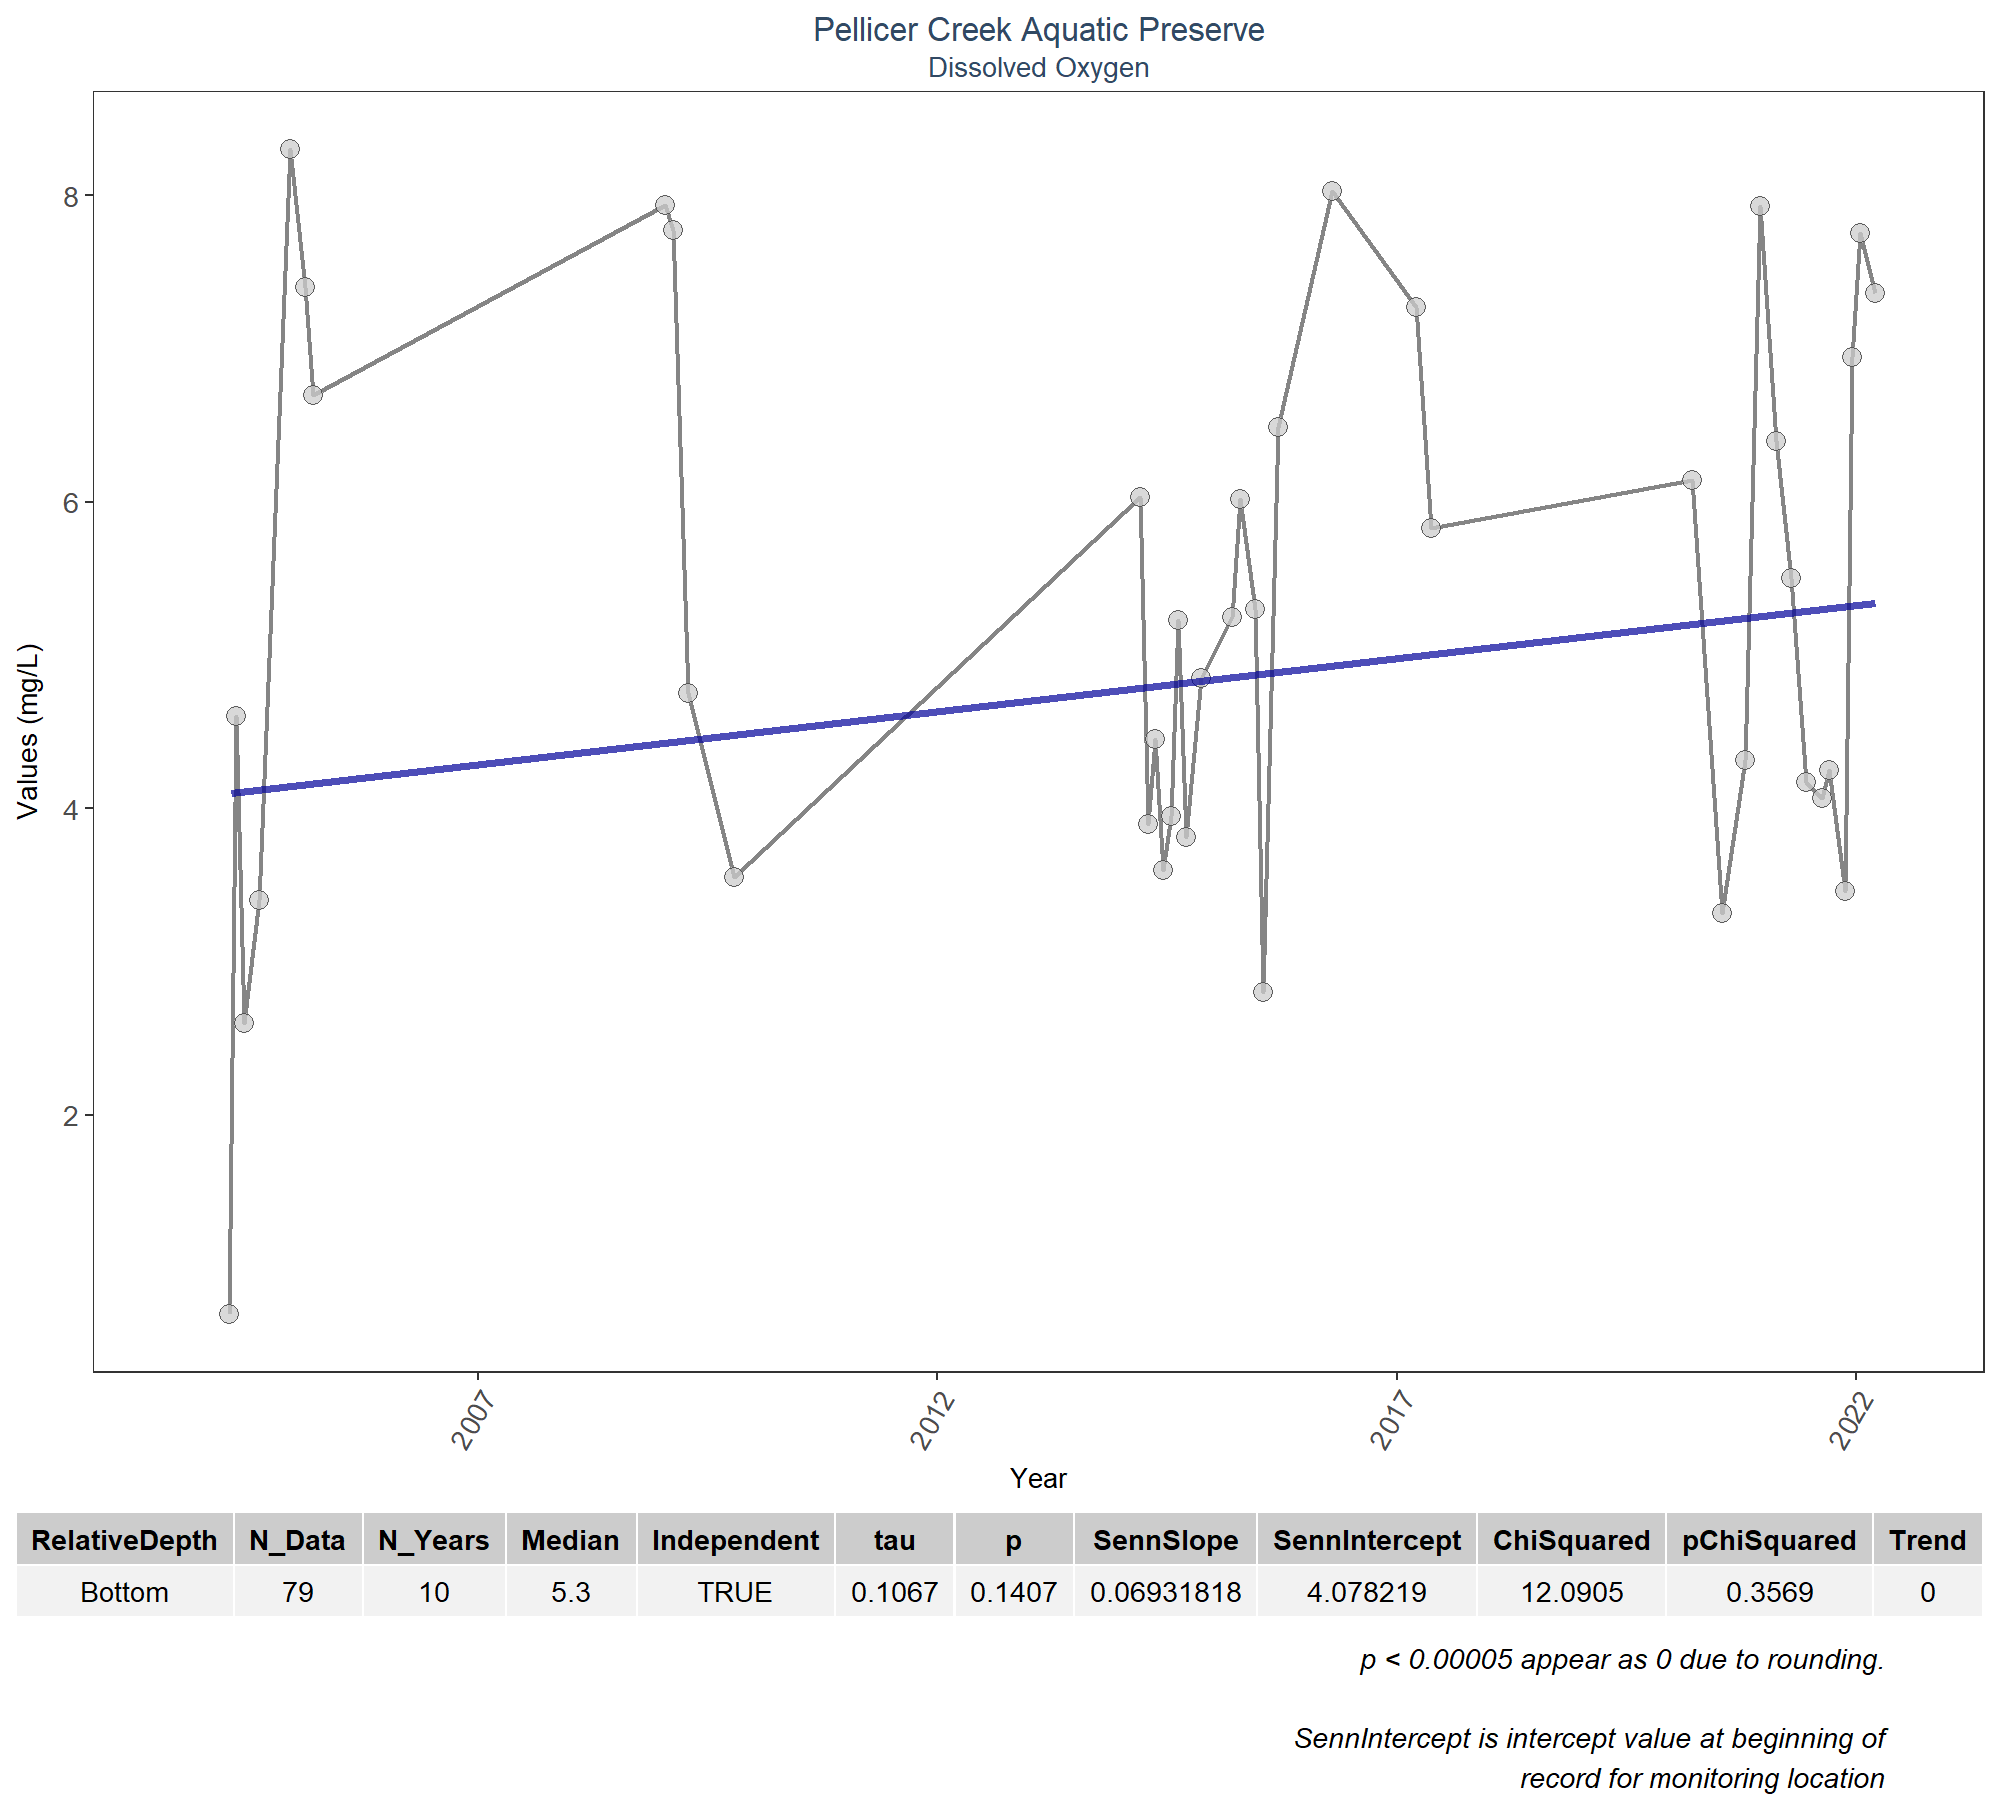 Pellicer Creek Aquatic Preserve
Dissolved Oxygen
Values (mg/L)
8
6
4
2
2007
2012
2017
2022
Year
RelativeDepth N_Data N_Years Median Independent tau p SennSlope SennIntercept ChiSquared pChiSquared Trend
Bottom 79 10 5.3 TRUE 0.1067 0.1407 0.06931818 4.078219 12.0905 0.3569 0
p < 0.00005 appear as 0 due to rounding.
SennIntercept is intercept value at beginning of
record for monitoring location